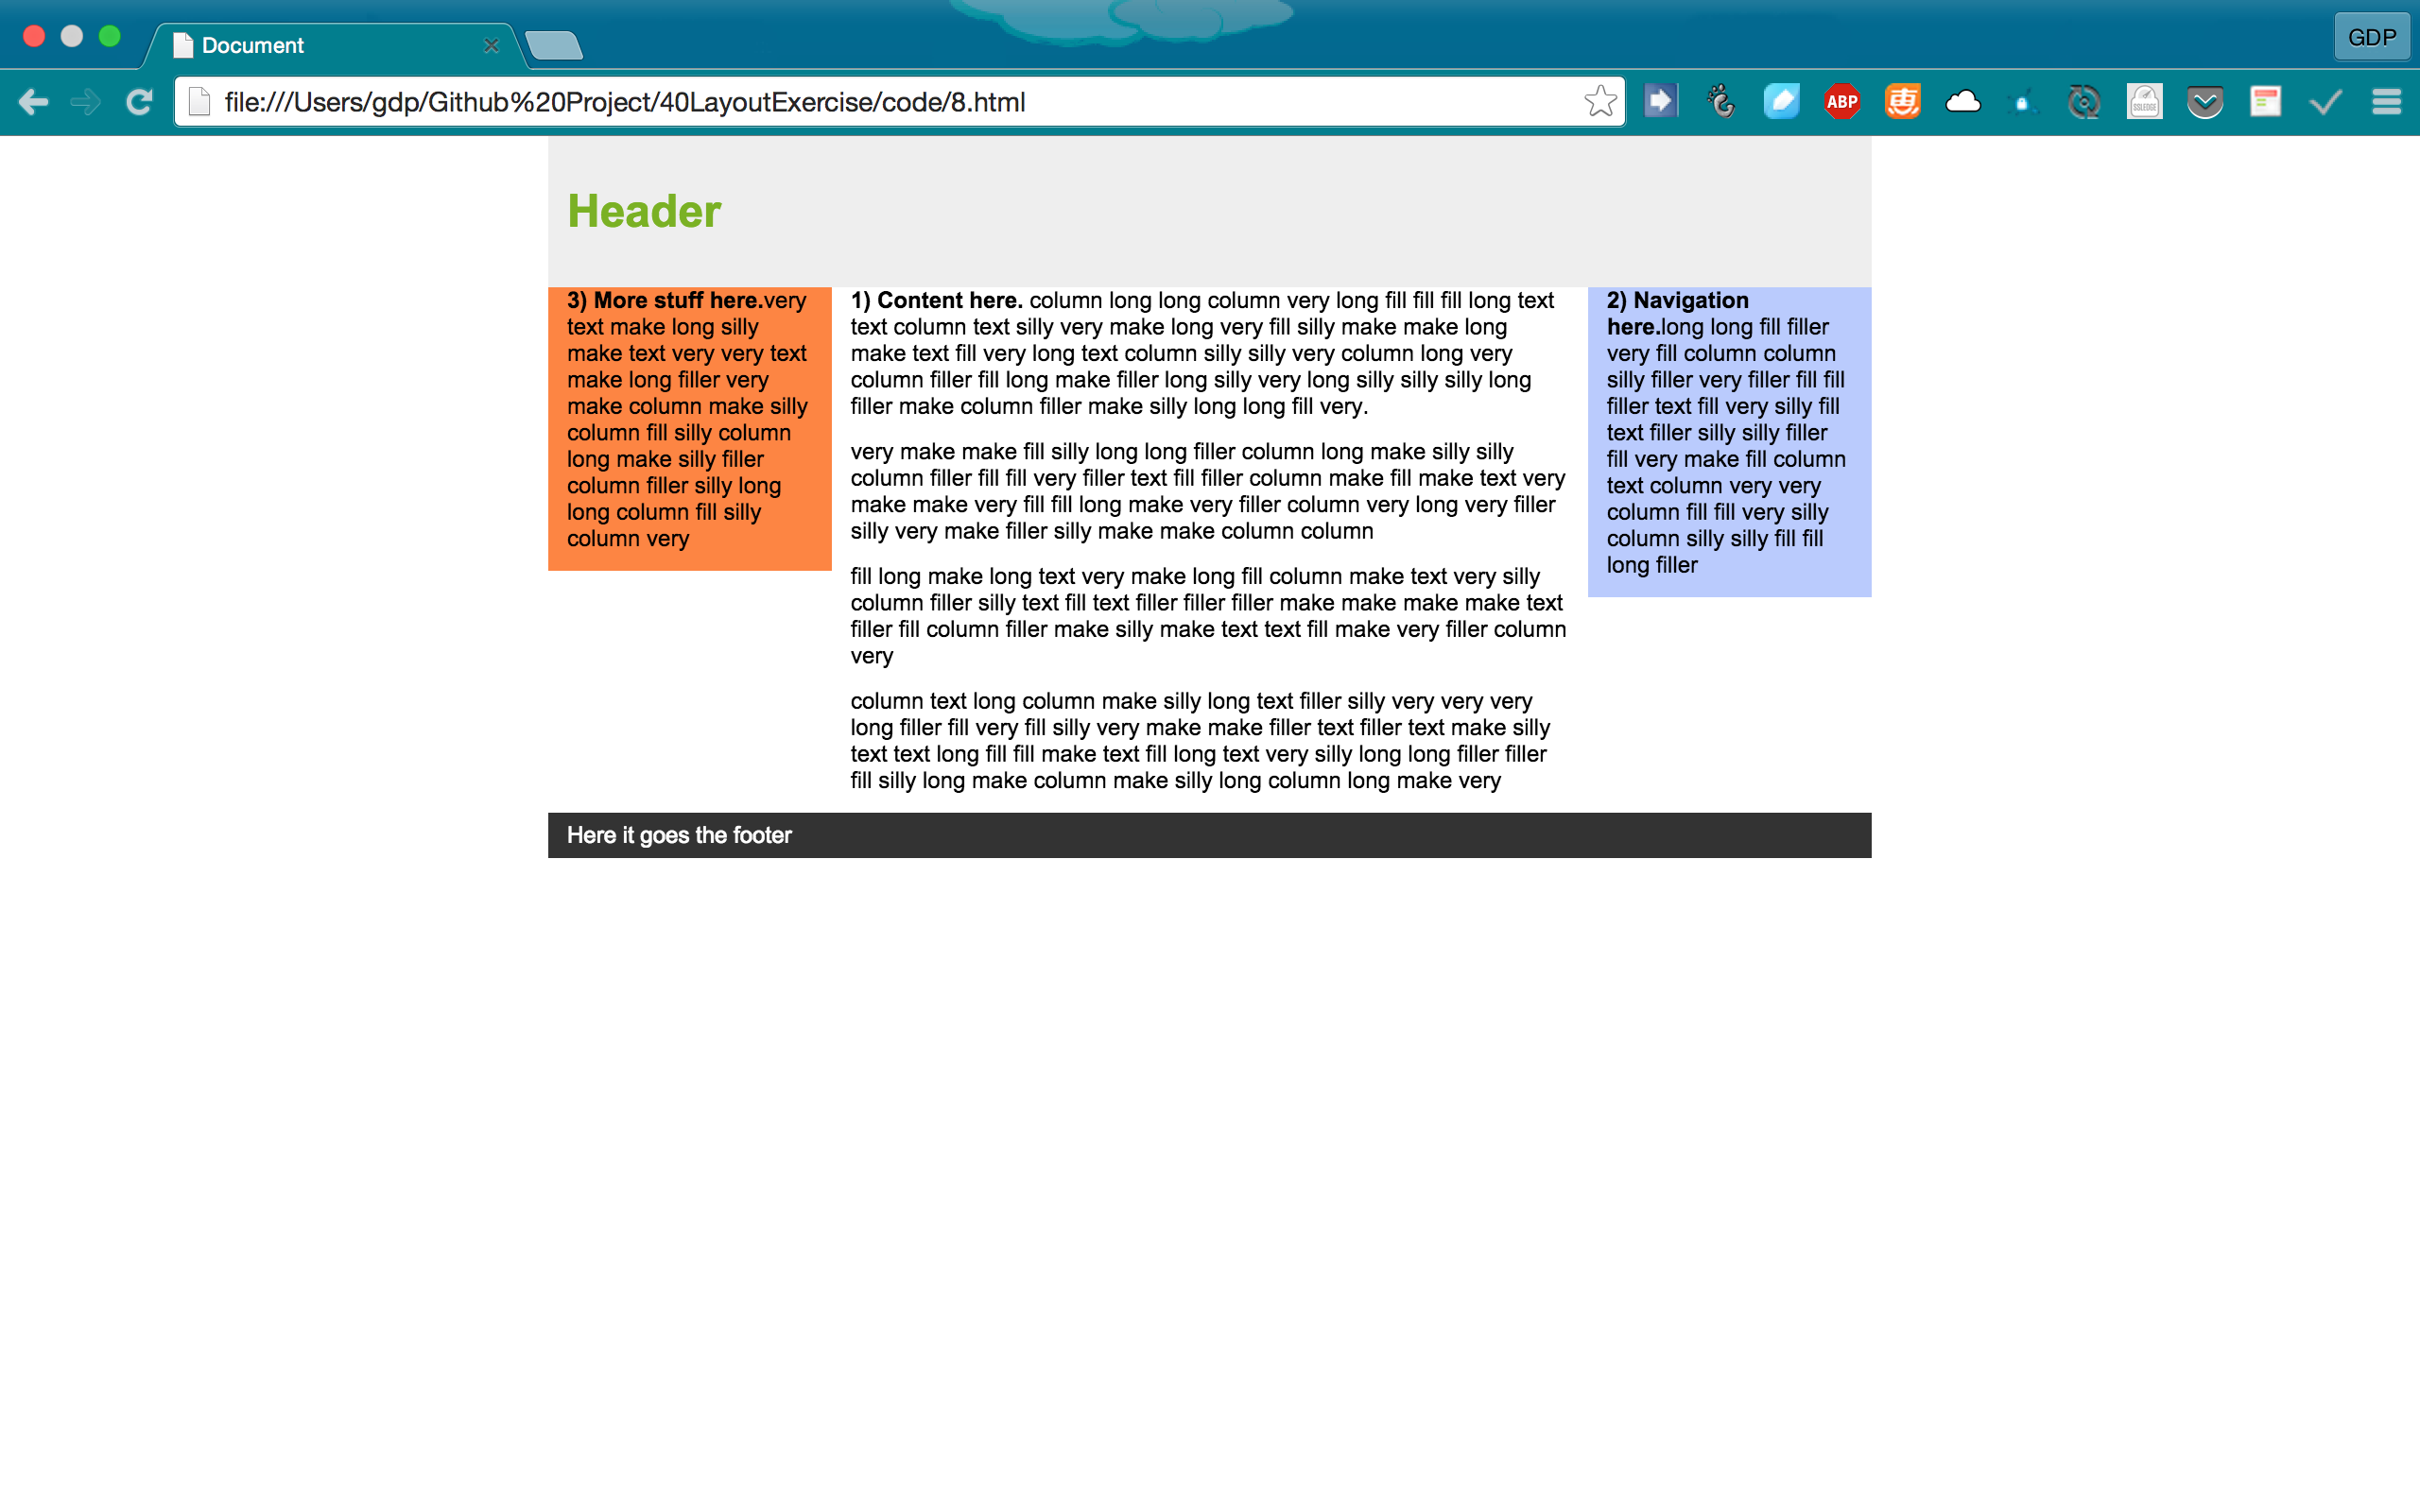 Document
GDP
file:///Users/gdp/Github%20Project/40LayoutExercise/code/8.html
ABP
惠
SSLEDGE
Header
3) More stuff here.very
text make long silly
make text very very text
make long filler very
make column make silly
column fill silly column
long make silly filler
column filler silly long
long column fill silly
column very
1) Content here. column long long column very long fill fill fill long text
text column text silly very make long very fill silly make make long
make text fill very long text column silly silly very column long very
column filler fill long make filler long silly very long silly silly silly long
filler make column filler make silly long long fill very.
very make make fill silly long long filler column long make silly silly
column filler fill fill very filler text fill filler column make fill make text very
make make very fill fill long make very filler column very long very filler
silly very make filler silly make make column column
fill long make long text very make long fill column make text very silly
column filler silly text fill text filler filler filler make make make make text
filler fill column filler make silly make text text fill make very filler column
very
column text long column make silly long text filler silly very very very
long filler fill very fill silly very make make filler text filler text make silly
text text long fill fill make text fill long text very silly long long filler filler
fill silly long make column make silly long column long make very
2) Navigation
here.long long fill filler
very fill column column
silly filler very filler fill fill
filler text fill very silly fill
text filler silly silly filler
fill very make fill column
text column very very
column fill fill very silly
column silly silly fill fill
long filler
Here it goes the footer